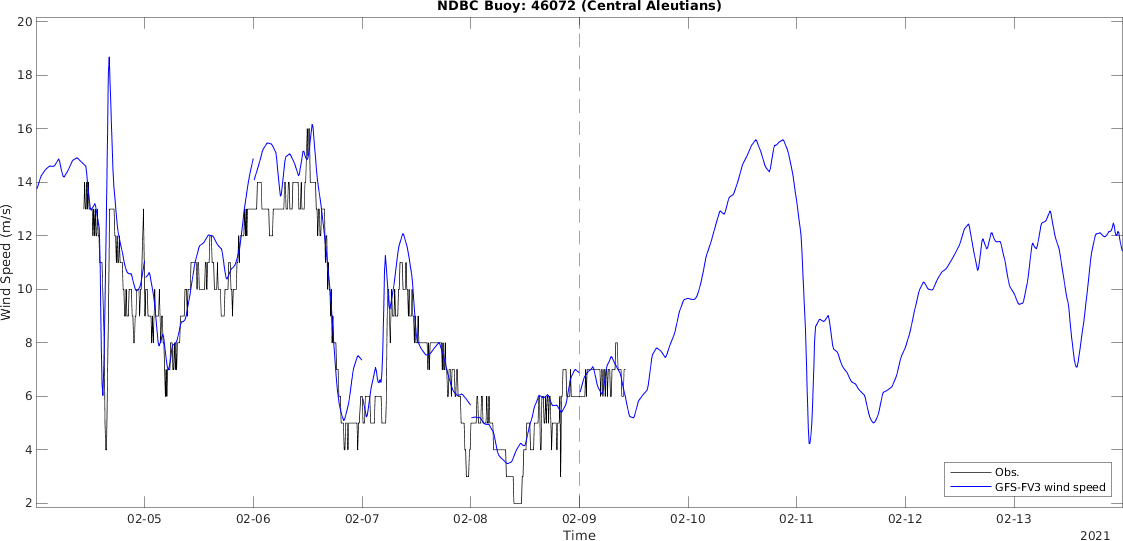 NDBC Buoy: 46072 (Central Aleutians)
20
18
16
14
12
10
8
6
4
2
Wind Speed (m/s)
Obs.
GFS-FV3 wind speed
02-05 02-06 02-07 02-08 02-09 02-10 02-11 02-12 02-13
Time
2021